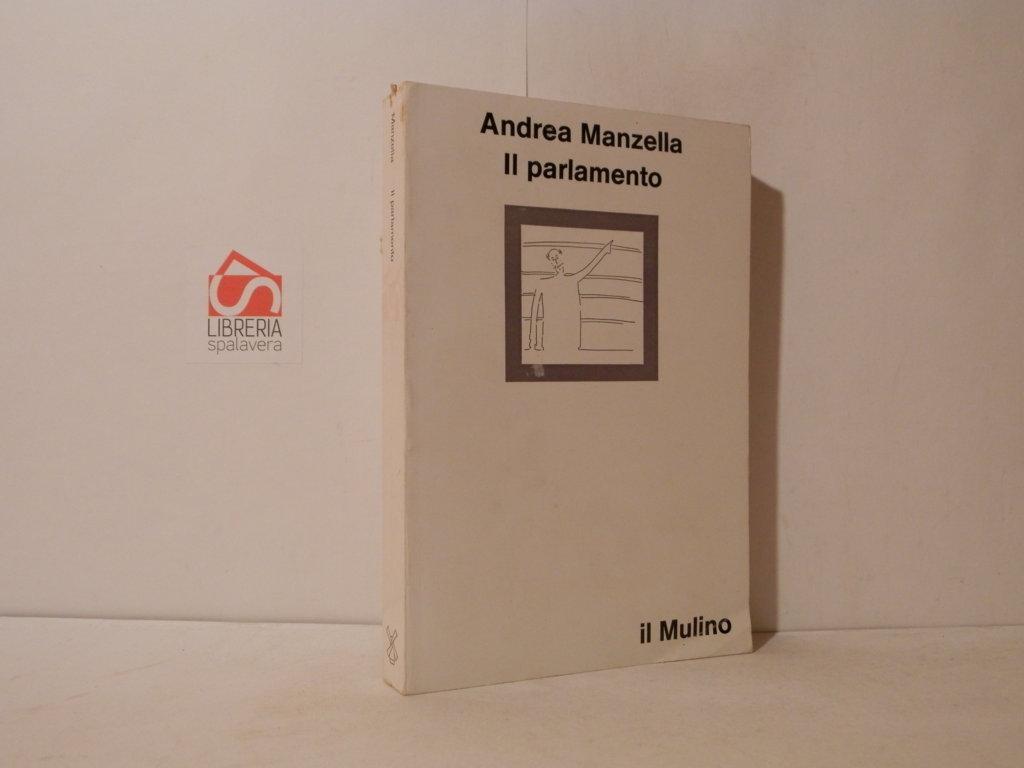 Andrea Manzella
Il parlamento
il Mulino
Manzella Il parlamento
LIBRERIA
spalavera